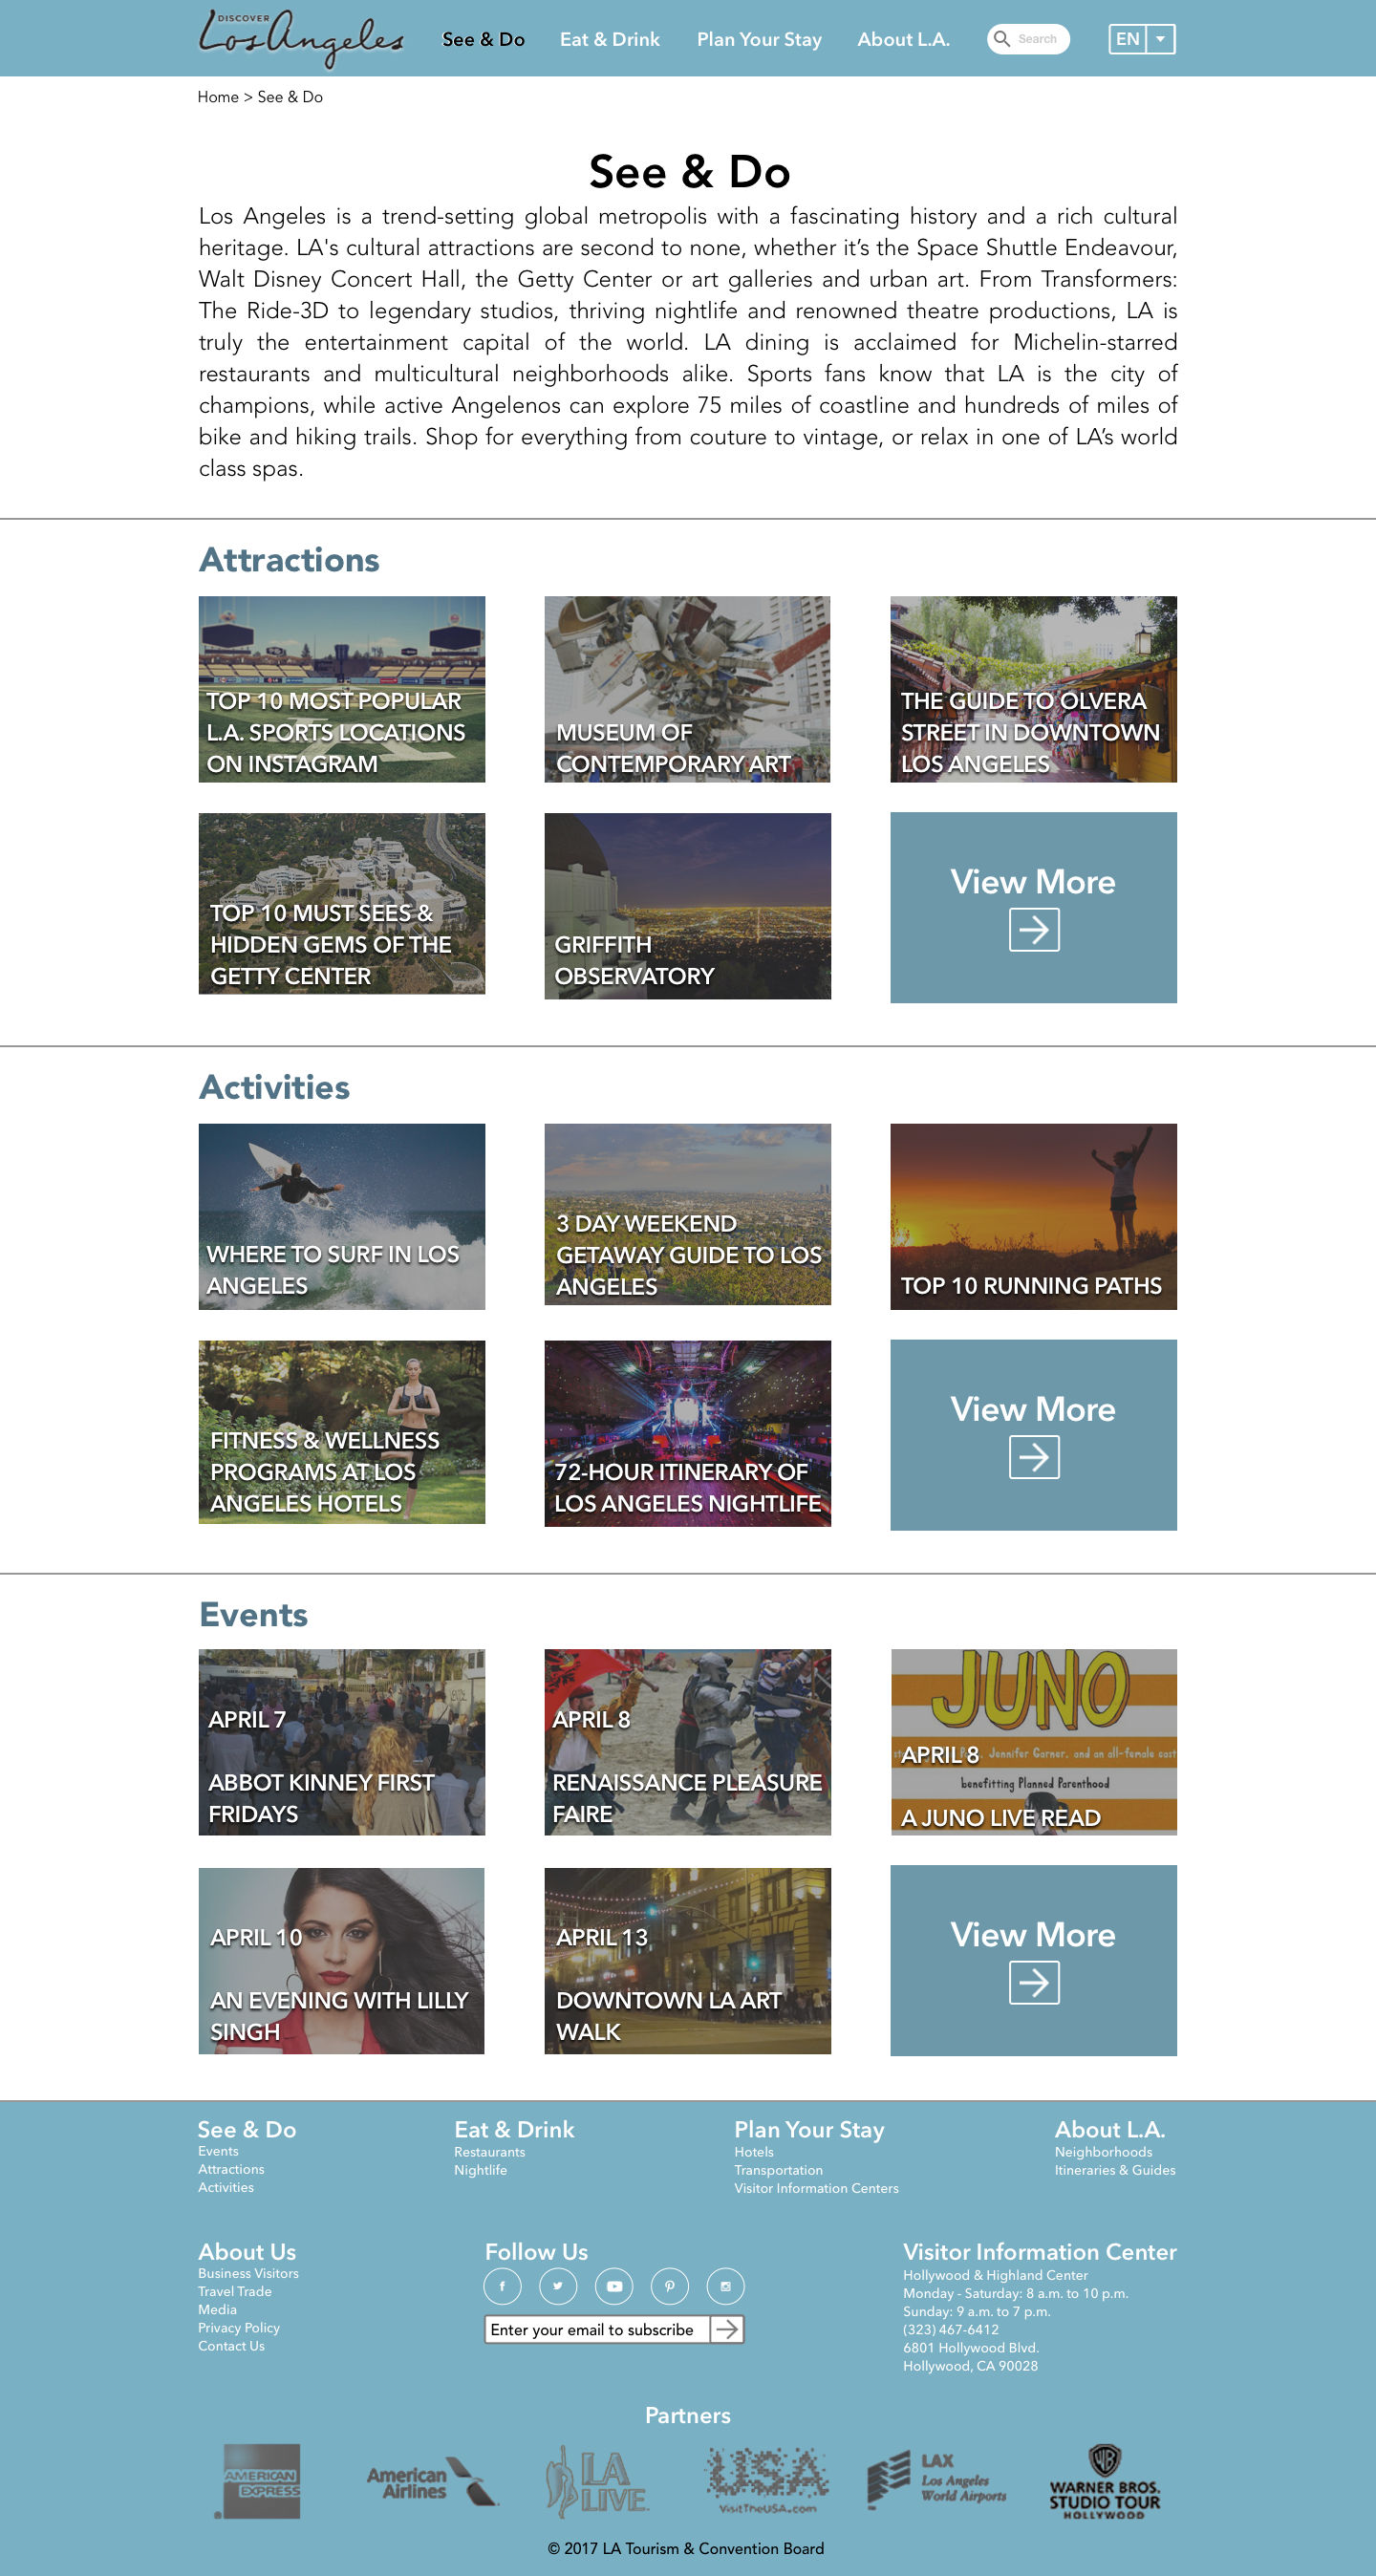 DISCOVER
Los Angeles
See & Do
Eat & Drink
Plan Your Stay
About L.A.
Search
EN
Home > See & Do
See & Do
Los Angeles is a trend-setting global metropolis with a fascinating history and a rich cultural
heritage. LA's cultural attractions are second to none, whether it’s the Space Shuttle Endeavour,
Walt Disney Concert Hall, the Getty Center or art galleries and urban art. From Transformers:
The Ride-3D to legendary studios, thriving nightlife and renowned theatre productions, LA is
truly the entertainment capital of the world. LA dining is acclaimed for Michelin-starred
restaurants and multicultural neighborhoods alike. Sports fans know that LA is the city of
champions, while active Angelenos can explore 75 miles of coastline and hundreds of miles of
bike and hiking trails. Shop for everything from couture to vintage, or relax in one of LA’s world
class spas.
Attractions
TOP 10 MOST POPULAR
L.A. SPORTS LOCATIONS
ON INSTAGRAM
MUSEUM OF
CONTEMPORARY ART
THE GUIDE TO OLVERA
STREET IN DOWNTOWN
LOS ANGELES
TOP 10 MUST SEES &
HIDDEN GEMS OF THE
GETTY CENTER
GRIFFITH
OBSERVATORY
View More
Activities
WHERE TO SURF IN LOS
ANGELES
3 DAY WEEKEND
GETAWAY GUIDE TO LOS
ANGELES
TOP 10 RUNNING PATHS
FITNESS & WELLNESS
PROGRAMS AT LOS
ANGELES HOTELS
72-HOUR ITINERARY OF
LOS ANGELES NIGHTLIFE
View More
Events
APRIL 7
ABBOT KINNEY FIRST
FRIDAYS
APRIL 8
RENAISSANCE PLEASURE
FAIRE
JUNO
Jennifer Garner, and an all-female cast
APRIL 8
benefitting Planned Parenthood
A JUNO LIVE READ
APRIL 10
AN EVENING WITH LILLY
SINGH
APRIL 13
DOWNTOWN LA ART
WALK
View More
See & Do
Events
Attractions
Activities
Eat & Drink
Restaurants
Nightlife
Plan Your Stay
Hotels
Transportation
Visitor Information Centers
About L.A.
Neighborhoods
Itineraries & Guides
About Us
Business Visitors
Travel Trade
Media
Privacy Policy
Contact Us
Follow Us
Enter your email to subscribe
Visitor Information Center
Hollywood & Highland Center
Monday - Saturday: 8 a.m. to 10 p.m.
Sunday: 9 a.m. to 7 p.m.
(323) 467-6412
6801 Hollywood Blvd.
Hollywood, CA 90028
Partners
AMERICAN
EXPRESS
American
Airlines
LA
LIVE
USA
VisitTheUSA.com
LAX
Los Angeles
World Airports
WB
WARNER BROS.
STUDIO TOUR
HOLLYWOOD
© 2017 LA Tourism & Convention Board